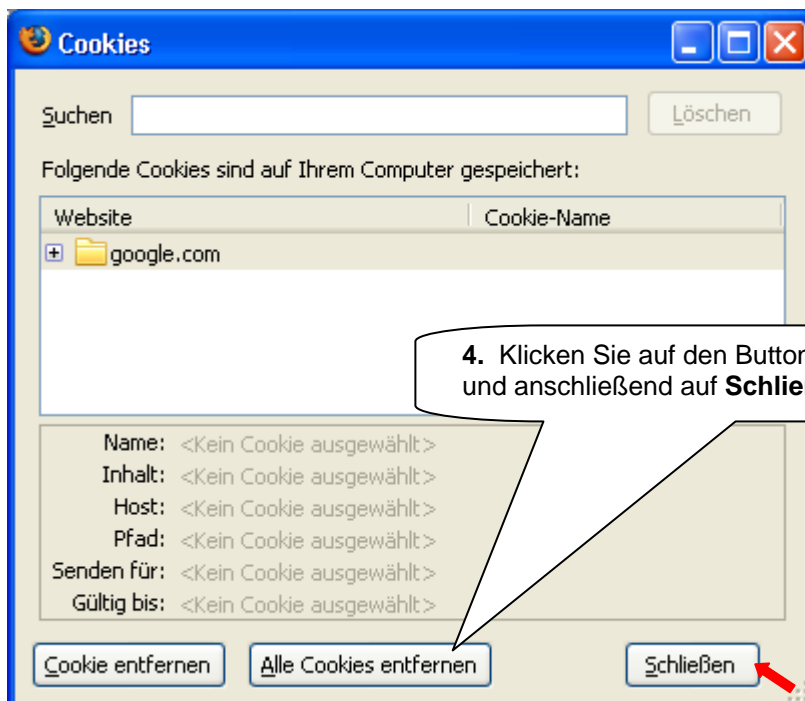 Cookies
Suchen
Löschen
Folgende Cookies sind auf Ihrem Computer gespeichert:
Website Cookie-Name
google.com
4. Klicken Sie auf den
und anschließend auf
Name: <Kein Cookie ausgewählt>
Inhalt: <Kein Cookie ausgewählt>
Host: <Kein Cookie ausgewählt>
Pfad: <Kein Cookie ausgewählt>
Senden für: <Kein Cookie ausgewählt>
Gültig bis: <Kein Cookie ausgewählt>
Cookie entfernen Alle Cookies entfernen Schließen